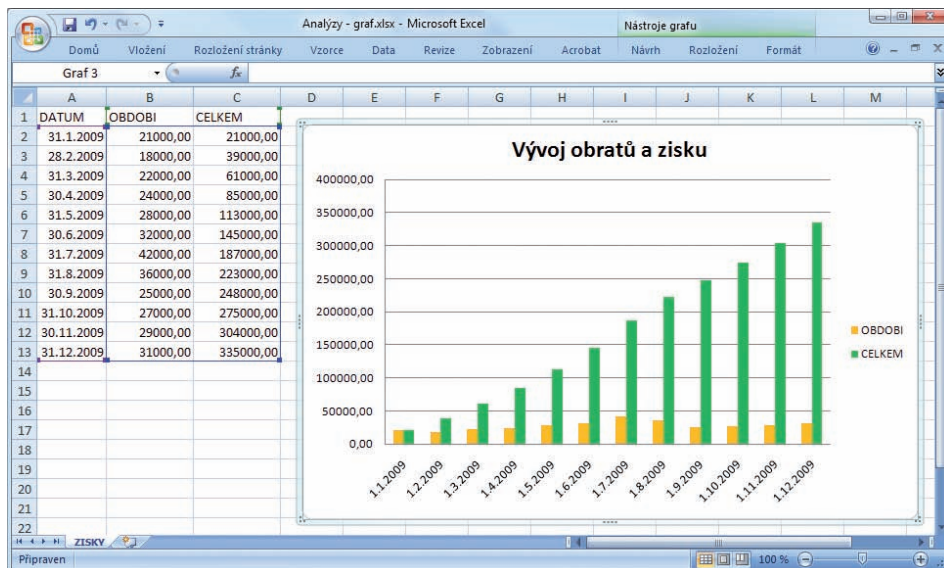 Analýzy - graf.xlsx - Microsoft Excel Nástroje grafu
Domů Vložení Rozložení stránky Vzorce Data Revize Zobrazení Acrobat Návrh Rozložení Formát
Graf 3 fx
A B C D E F G H I J K L M
1 DATUM OBDOBI CELKEM
2 31.1.2009 21000,00 21000,00
3 28.2.2009 18000,00 39000,00
4 31.3.2009 22000,00 61000,00
5 30.4.2009 24000,00 85000,00
6 31.5.2009 28000,00 113000,00
7 30.6.2009 32000,00 145000,00
8 31.7.2009 42000,00 187000,00
9 31.8.2009 36000,00 223000,00
10 30.9.2009 25000,00 248000,00
11 31.10.2009 27000,00 275000,00
12 30.11.2009 29000,00 304000,00
13 31.12.2009 31000,00 335000,00
14
15
16
17
18
19
20
21
22
Vývoj obratů a zisku
400000,00
350000,00
300000,00
250000,00
200000,00
150000,00
100000,00
50000,00
0,00
1.1.2009 1.2.2009 1.3.2009 1.4.2009 1.5.2009 1.6.2009 1.7.2009 1.8.2009 1.9.2009 1.10.2009 1.11.2009 1.12.2009
OBDOBI
CELKEM
ZISKY
Připraven 100 %